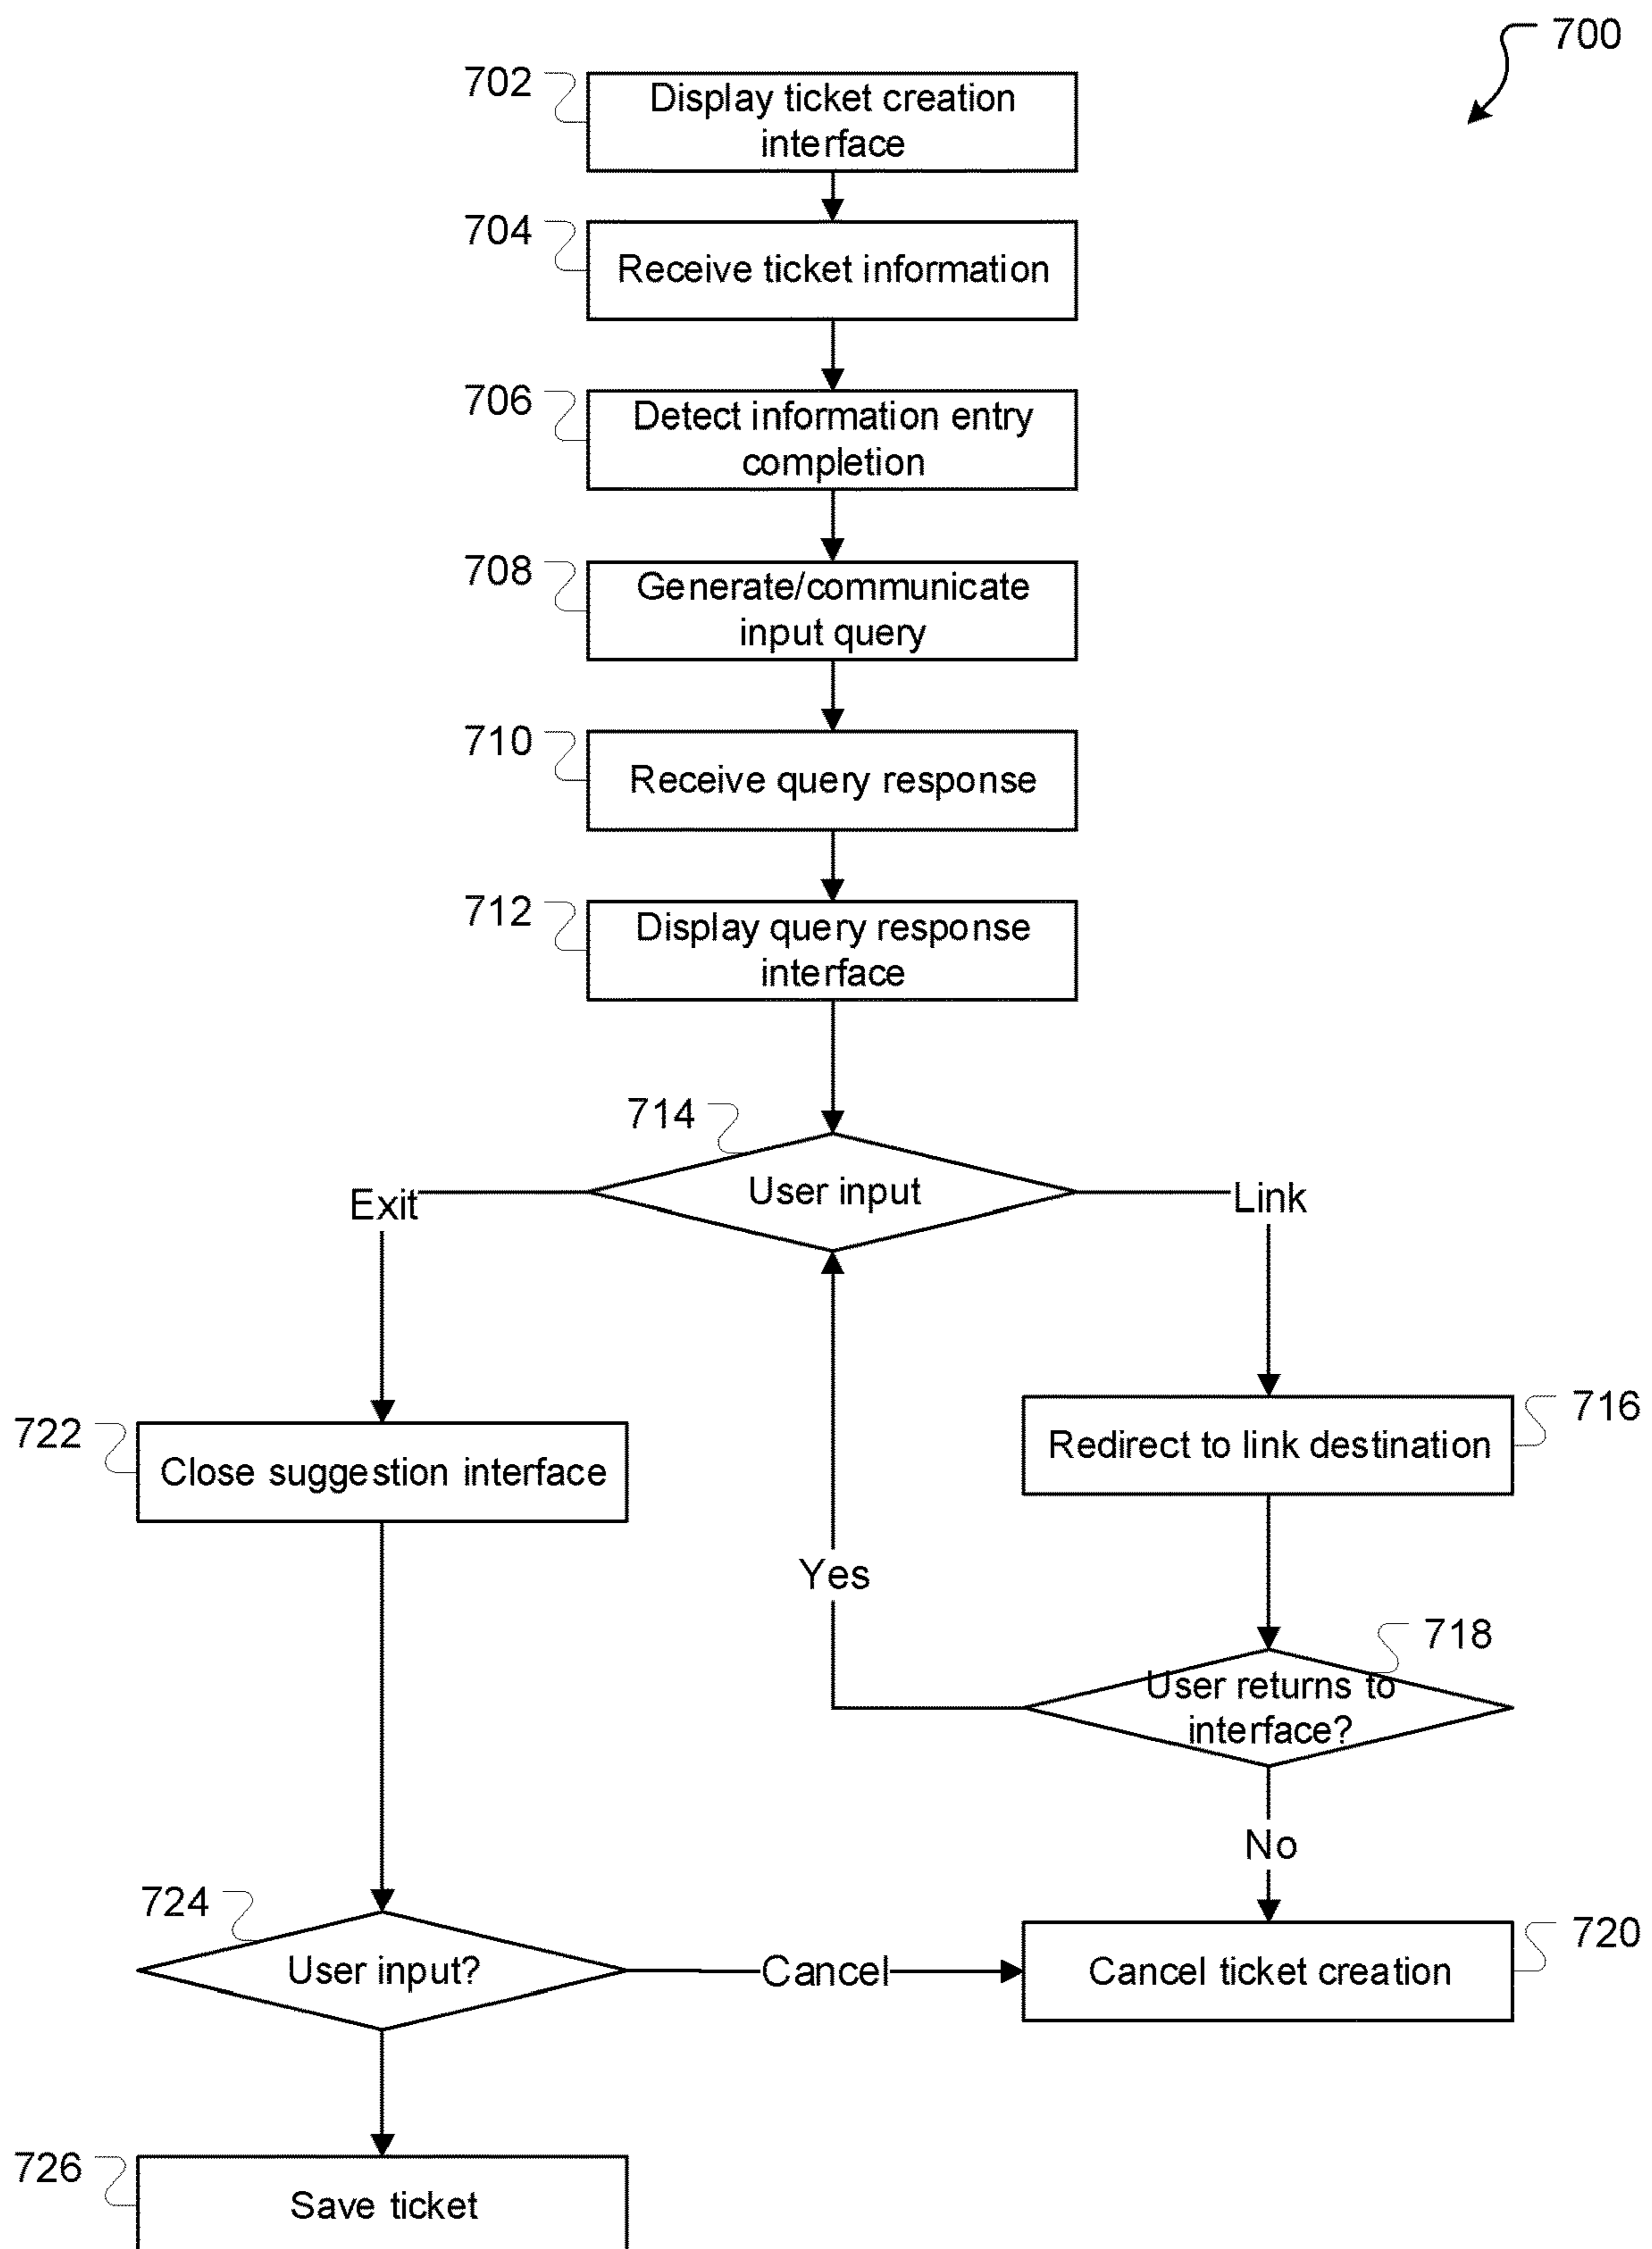 700
702
Display ticket creation
interface
704
Receive ticket information
706
Detect information entry
completion
708
Generate/communicate
input query
710
Receive query response
712
Display query response
interface
714
User input
Exit
Link
716
Redirect to link destination
722
Close suggestion interface
Yes
718
User returns to
interface?
No
724
User input?
Cancel
720
Cancel ticket creation
726
Save ticket